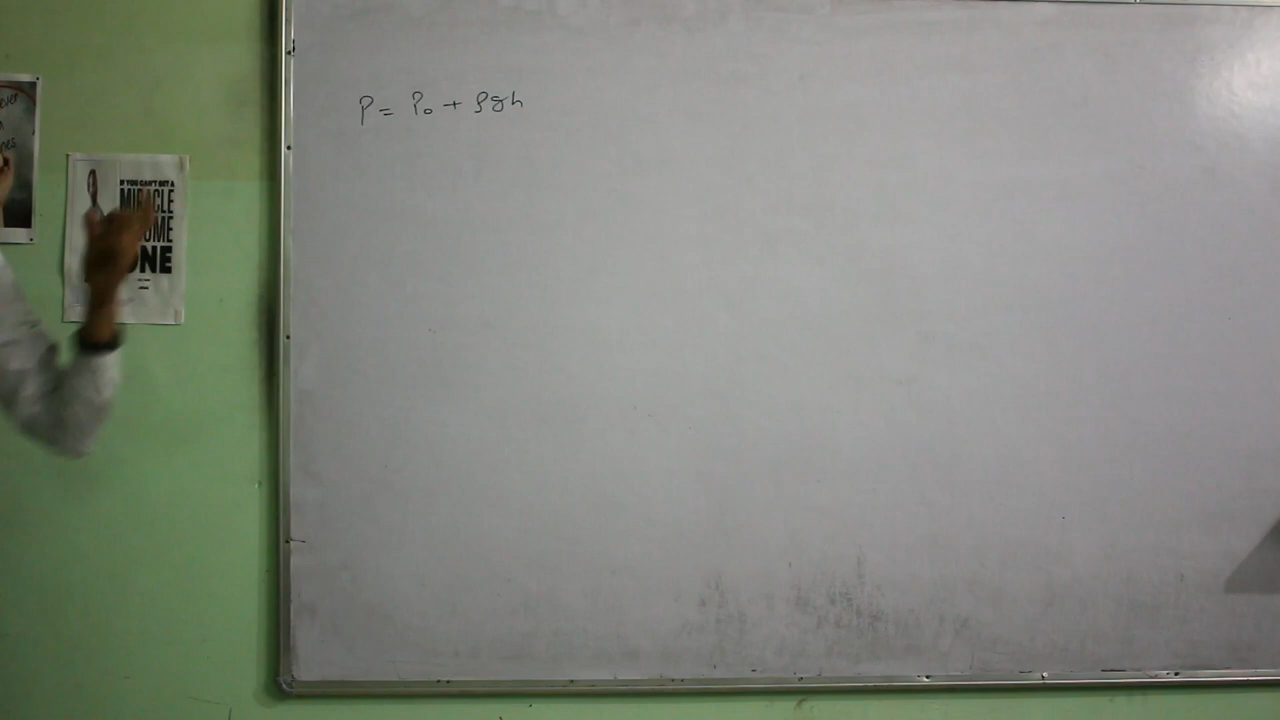 P = P₀ + ρgh
IF YOU CAN'T GET A
MIRACLE
ONE